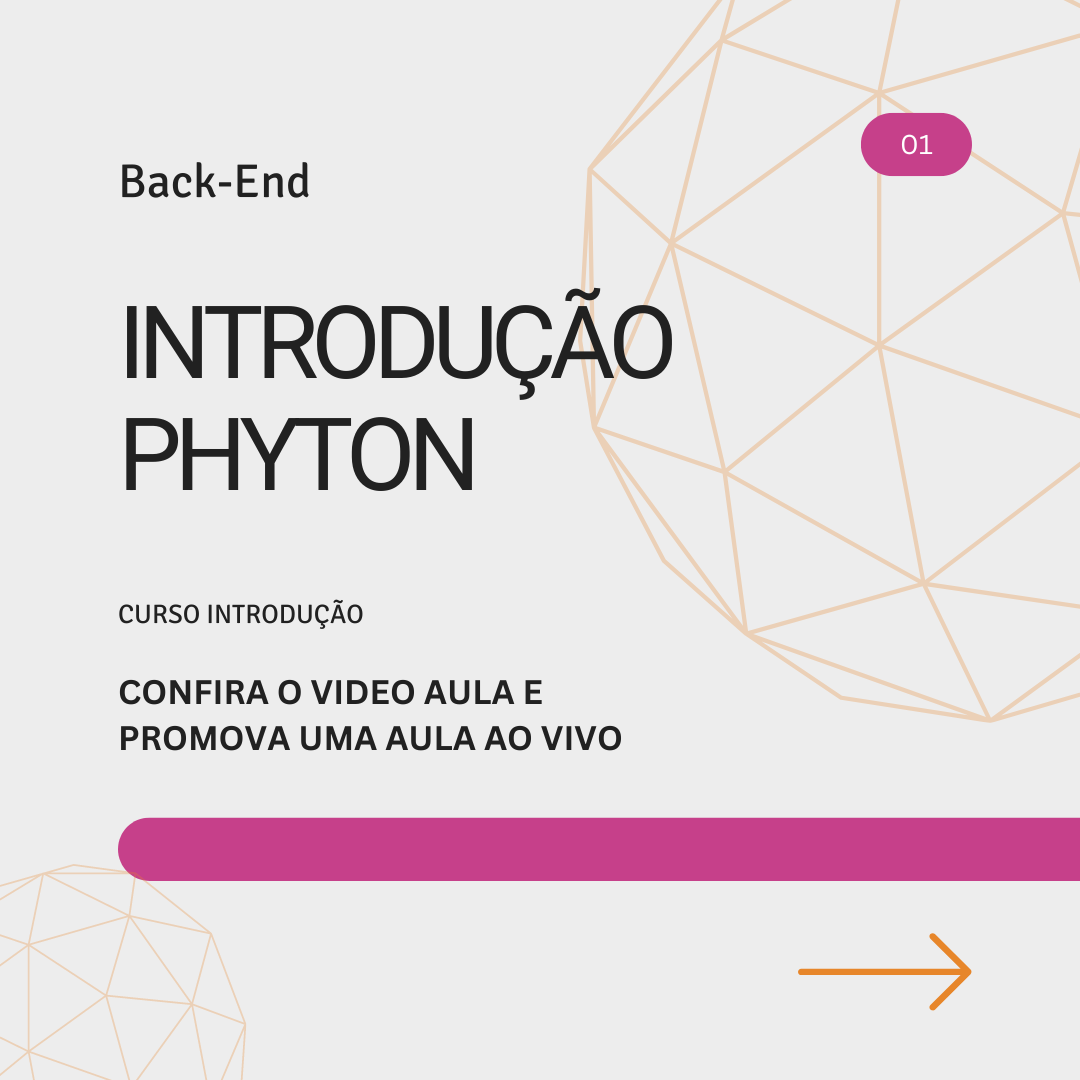 01
Back-End
INTRODUÇÃO
PHYTON
CURSO INTRODUÇÃO
CONFIRA O VIDEO AULA E
PROMOVA UMA AULA AO VIVO